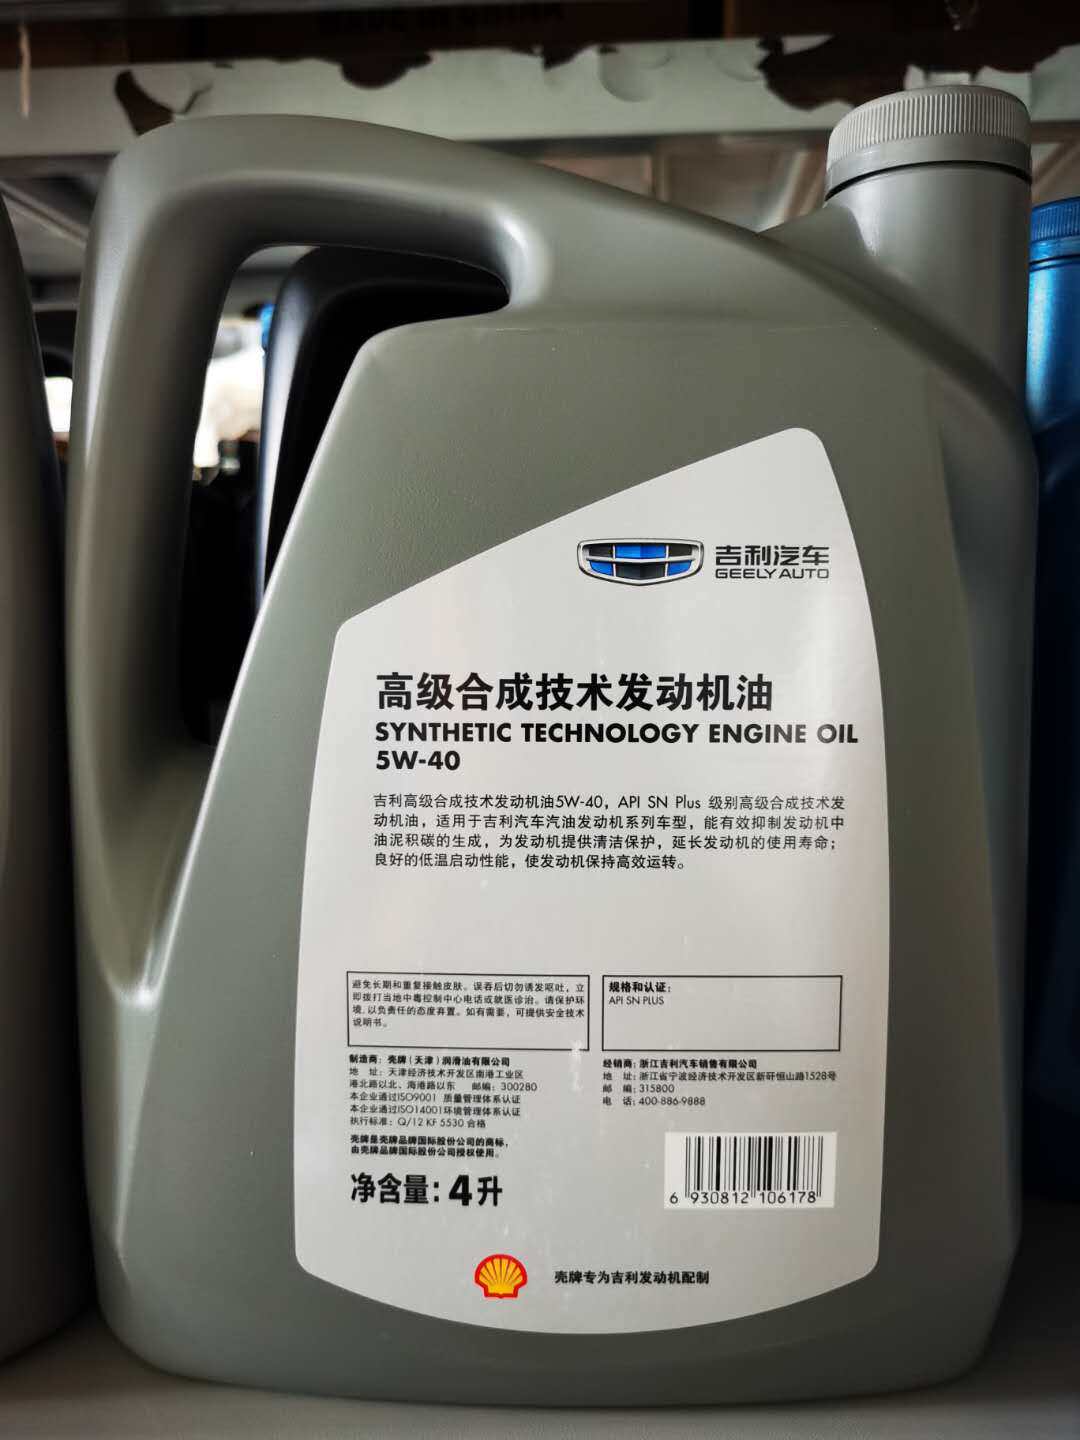 MADE IN CHINA
吉利汽车
GEELY AUTO
高级合成技术发动机油
SYNTHETIC TECHNOLOGY ENGINE OIL
5W-40
吉利高级合成技术发动机油5W-40，API SN Plus 级别高级合成技术发
动机油，适用于吉利汽车汽油发动机系列车型，能有效抑制发动机中
油泥积碳的生成，为发动机提供清洁保护，延长发动机的使用寿命；
良好的低温启动性能，使发动机保持高效运转。
避免长期和重复接触皮肤。误吞后切勿诱发呕吐，立
即拨打当地中毒控制中心电话或就医诊治。请保护环
境，以负责任的态度弃置。如有需要，可提供安全技术
说明书。
规格和认证：
API SN PLUS
制造商：壳牌（天津）润滑油有限公司
地 址：天津经济技术开发区南港工业区
港北路以北、海港路以东 邮编：300280
本企业通过ISO9001 质量管理体系认证
本企业通过ISO14001环境管理体系认证
执行标准：Q/12 KF 5530 合格
壳牌是壳牌品牌国际股份公司的商标，
由壳牌品牌国际股份公司授权使用。
净含量：4升
经销商：浙江吉利汽车销售有限公司
地 址：浙江省宁波经济技术开发区新矸恒山路1528号
邮 编：315800
电 话：400-886-9888
6 930812 106178
壳牌专为吉利发动机配制